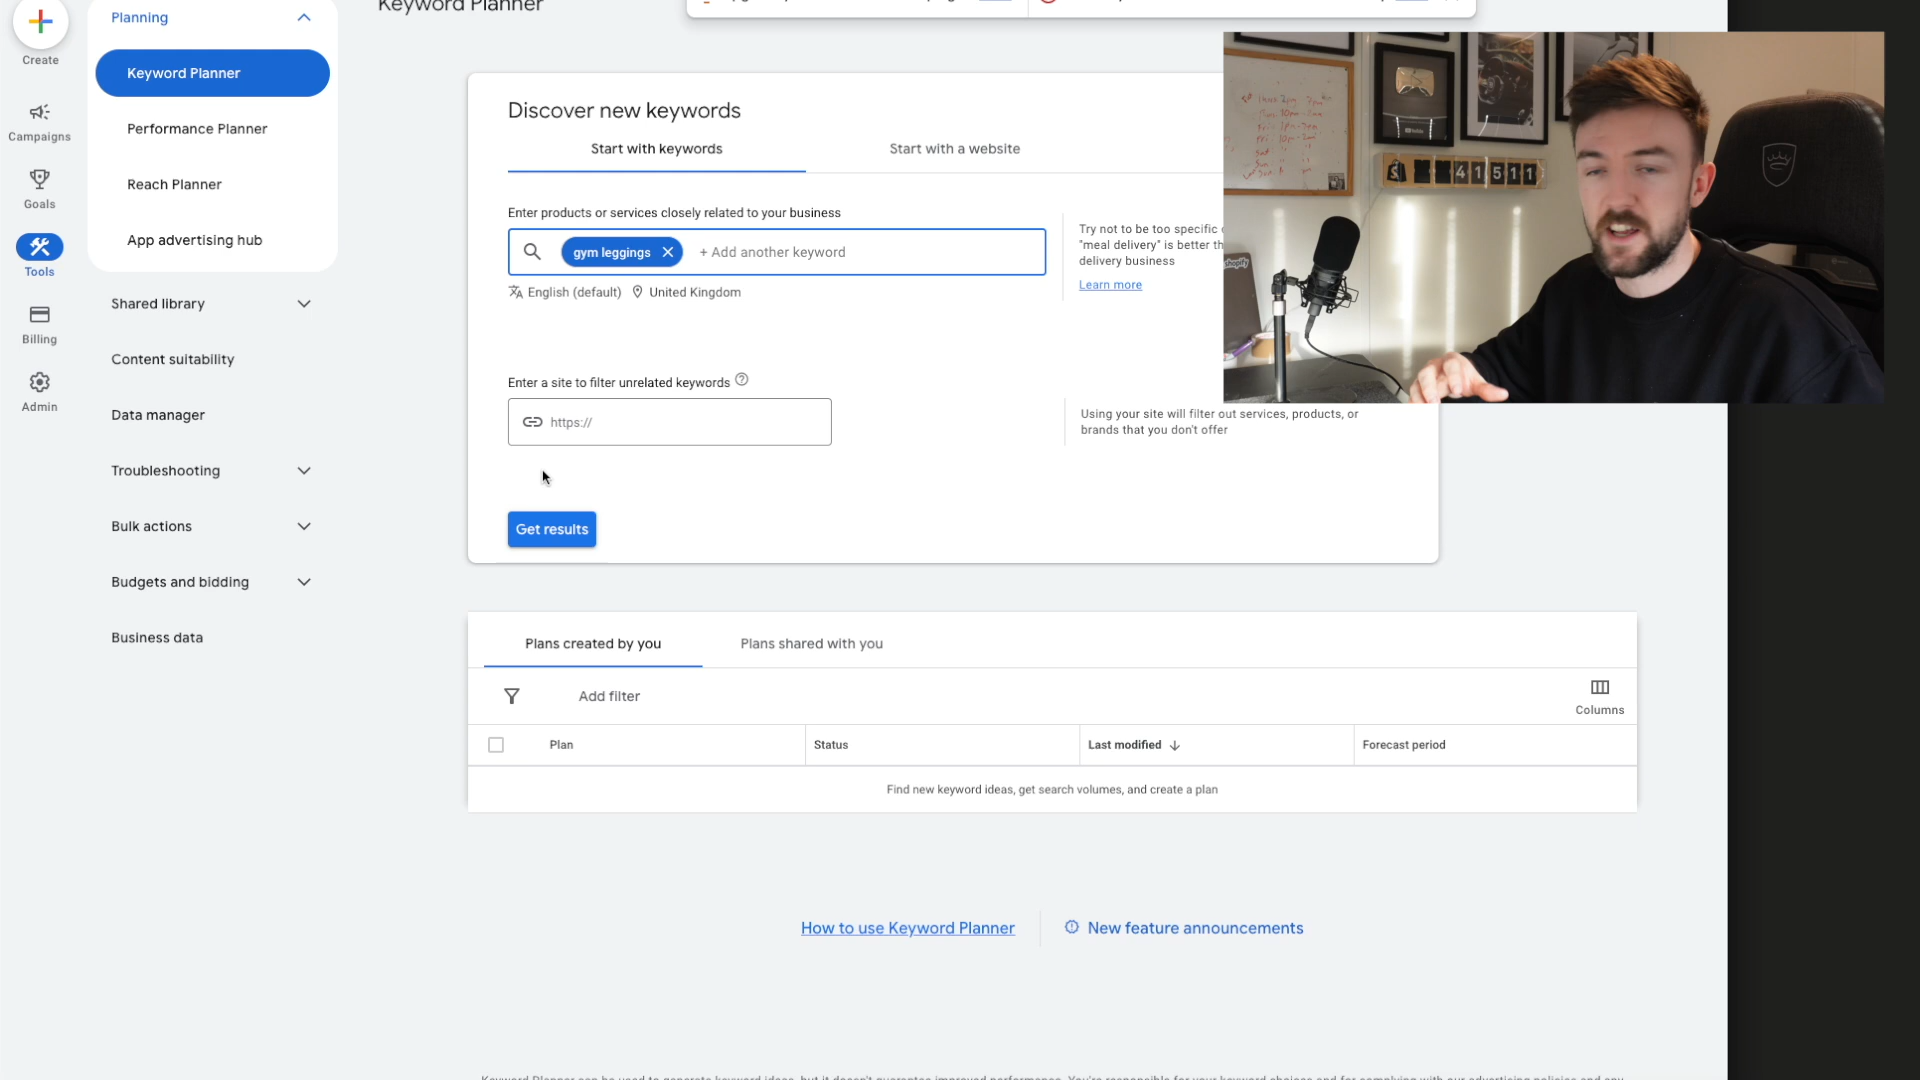 Keyword Planner
Create
Campaigns
Goals
Tools
Billing
Admin
Planning
Keyword Planner
Performance Planner
Reach Planner
App advertising hub
Shared library
Content suitability
Data manager
Troubleshooting
Bulk actions
Budgets and bidding
Business data
Discover new keywords
Start with keywords
Start with a website
Enter products or services closely related to your business
gym leggings
+ Add another keyword
English (default)
United Kingdom
Try not to be too specific
"meal delivery" is better
delivery business
Learn more
Enter a site to filter unrelated keywords
https://
Using your site will filter out services, products, or
brands that you don't offer
Get results
Plans created by you
Plans shared with you
Add filter
Columns
Plan
Status
Last modified
Forecast period
Find new keyword ideas, get search volumes, and create a plan
How to use Keyword Planner
New feature announcements
shopify
4 1 5 1 1